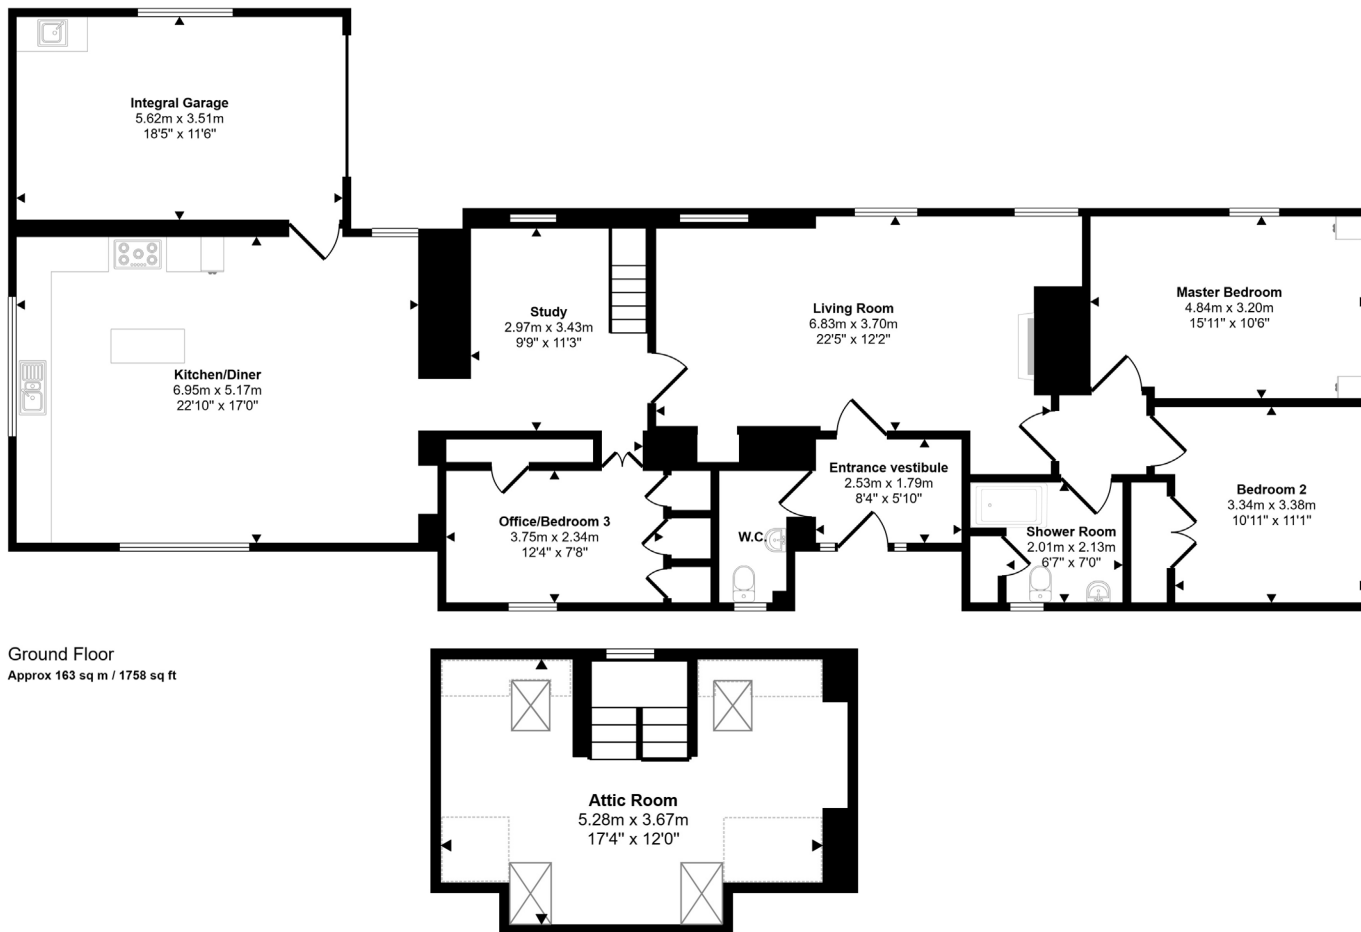 Integral Garage
5.62m x 3.51m
18'5" x 11'6"
Kitchen/Diner
6.95m x 5.17m
22'10" x 17'0"
Study
2.97m x 3.43m
9'9" x 11'3"
Living Room
6.83m x 3.70m
22'5" x 12'2"
Master Bedroom
4.84m x 3.20m
15'11" x 10'6"
Entrance vestibule
2.53m x 1.79m
8'4" x 5'10"
Office/Bedroom 3
3.75m x 2.34m
12'4" x 7'8"
W.C.
Shower Room
2.01m x 2.13m
6'7" x 7'0"
Bedroom 2
3.34m x 3.38m
10'11" x 11'1"
Ground Floor
Approx 163 sq m / 1758 sq ft
Attic Room
5.28m x 3.67m
17'4" x 12'0"